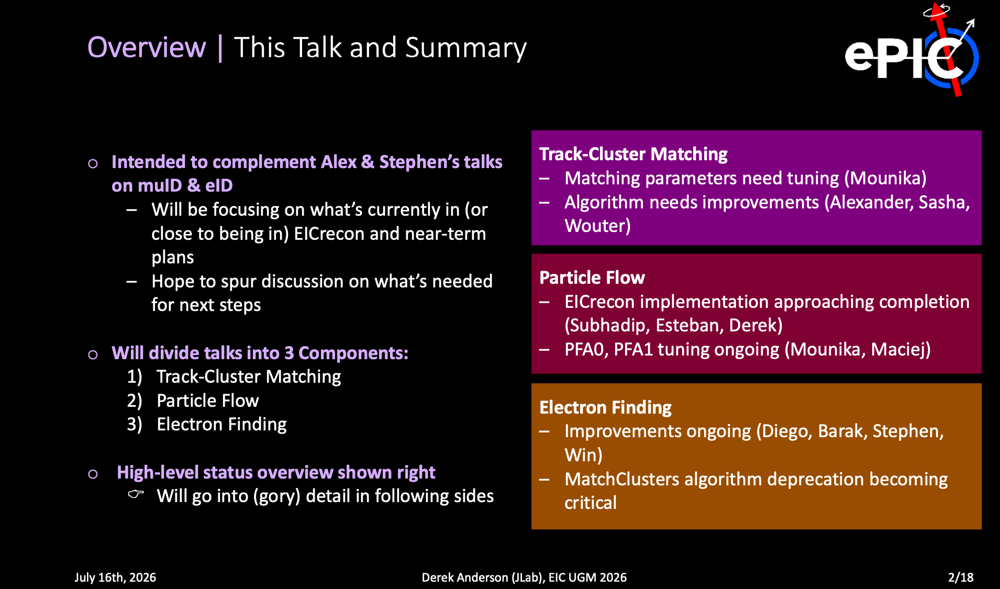 Overview | This Talk and Summary
ePIC
o Intended to complement Alex & Stephen’s talks
on muID & eID
– Will be focusing on what’s currently in (or
close to being in) EICrecon and near-term
plans
– Hope to spur discussion on what’s needed
for next steps
o Will divide talks into 3 Components:
1) Track-Cluster Matching
2) Particle Flow
3) Electron Finding
o High-level status overview shown right
☞ Will go into (gory) detail in following sides
Track-Cluster Matching
– Matching parameters need tuning (Mounika)
– Algorithm needs improvements (Alexander, Sasha,
Wouter)
Particle Flow
– EICrecon implementation approaching completion
(Subhadip, Esteban, Derek)
– PFA0, PFA1 tuning ongoing (Mounika, Maciej)
Electron Finding
– Improvements ongoing (Diego, Barak, Stephen,
Win)
– MatchClusters algorithm deprecation becoming
critical
July 16th, 2026
Derek Anderson (JLab), EIC UGM 2026
2/18